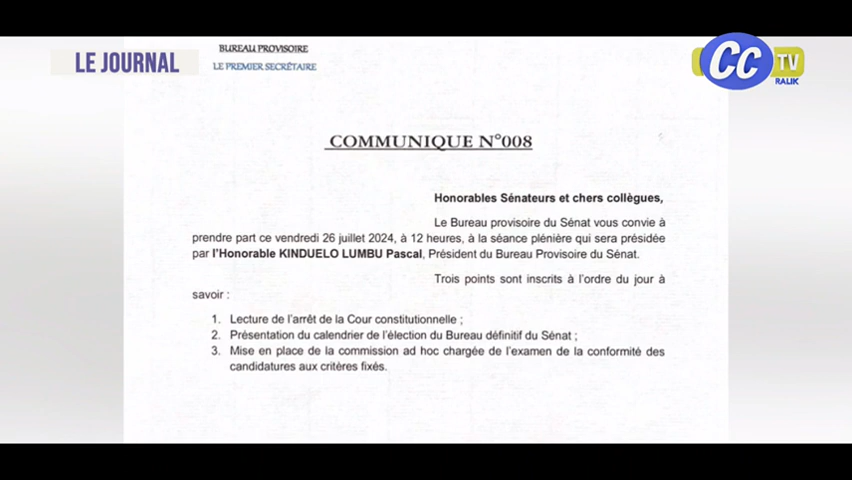 LE JOURNAL
CC TV
RALIK
BUREAU PROVISOIRE
LE PREMIER SECRÉTAIRE
COMMUNIQUE N°008
Honorables Sénateurs et chers collègues,
Le Bureau provisoire du Sénat vous convie à
prendre part ce vendredi 26 juillet 2024, à 12 heures, à la séance plénière qui sera présidée
par l'Honorable KINDUELO LUMBU Pascal, Président du Bureau Provisoire du Sénat.
Trois points sont inscrits à l'ordre du jour à
savoir :
1. Lecture de l'arrêt de la Cour constitutionnelle ;
2. Présentation du calendrier de l'élection du Bureau définitif du Sénat ;
3. Mise en place de la commission ad hoc chargée de l'examen de la conformité des
candidatures aux critères fixés.